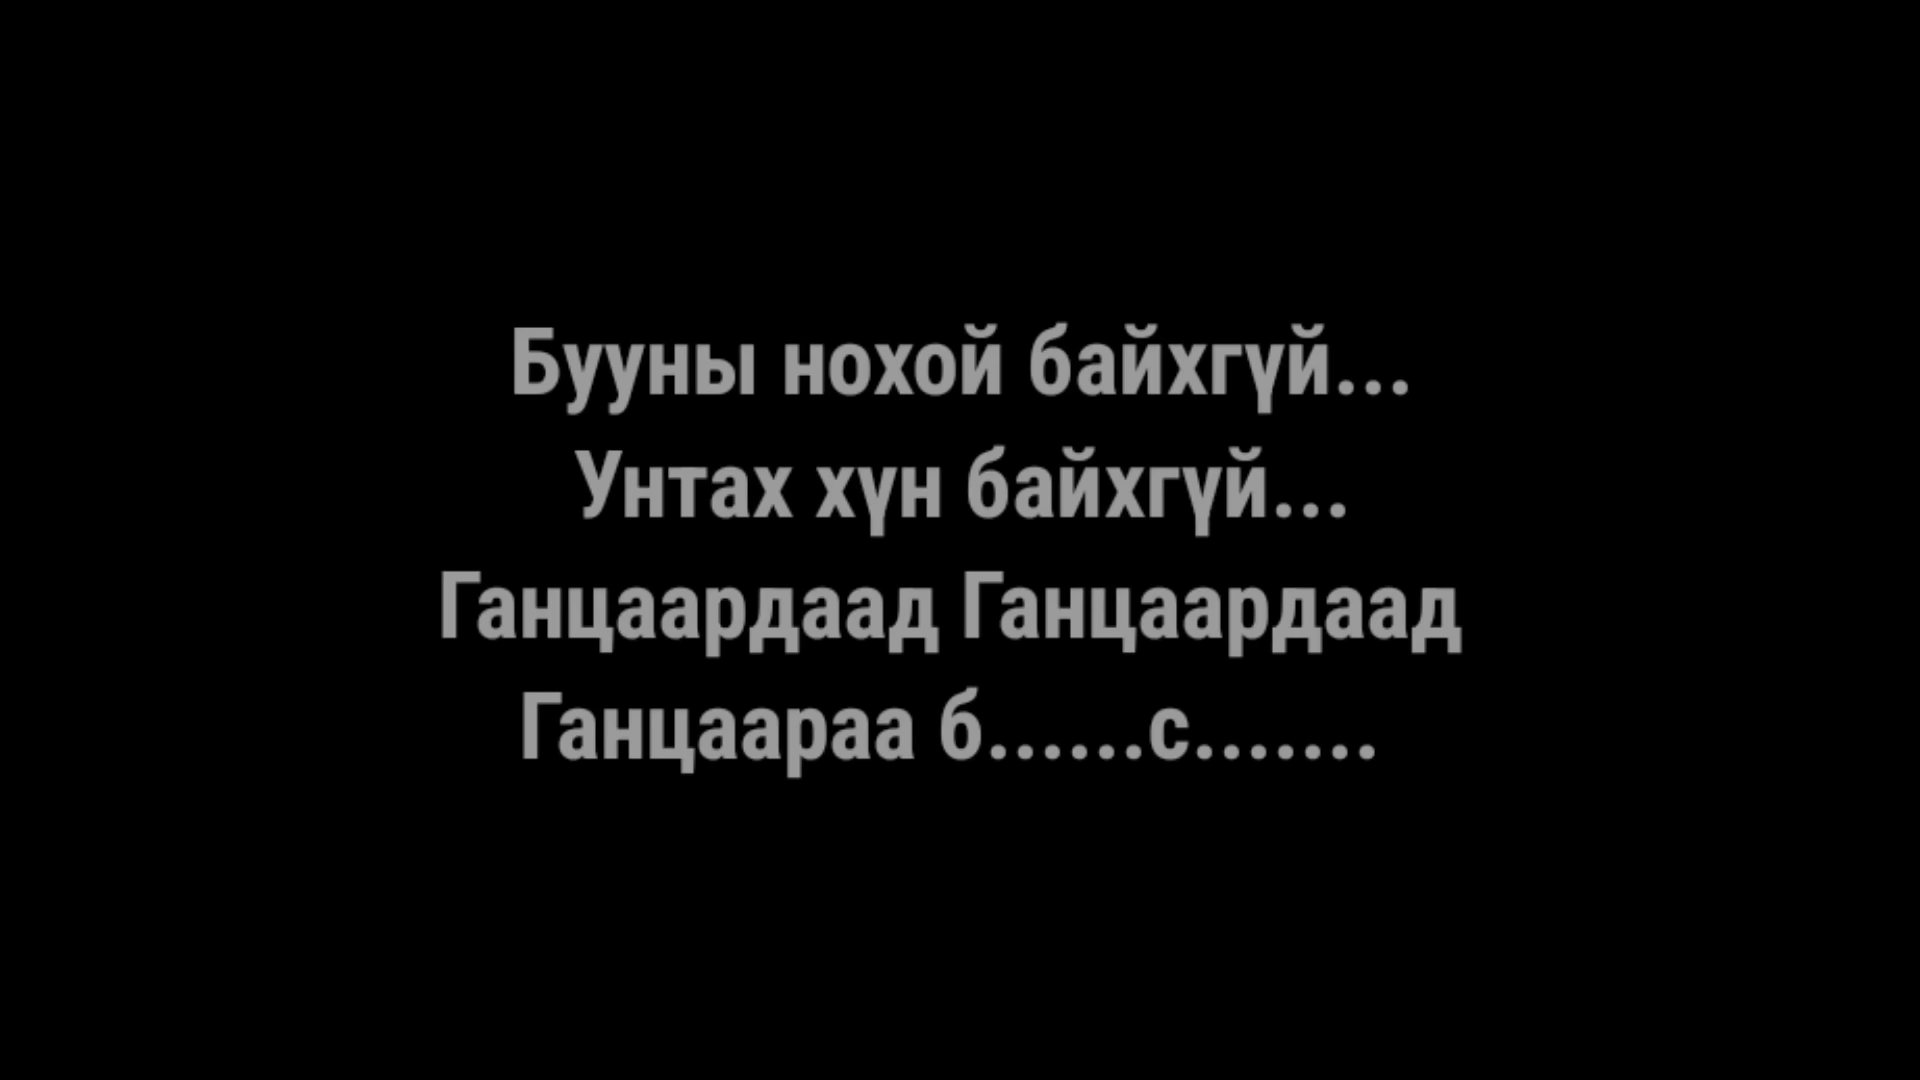 Бууны нохой байхгүй...
Унтах хүн байхгүй...
Ганцаардаад Ганцаардаад
Ганцаараа б......с.......